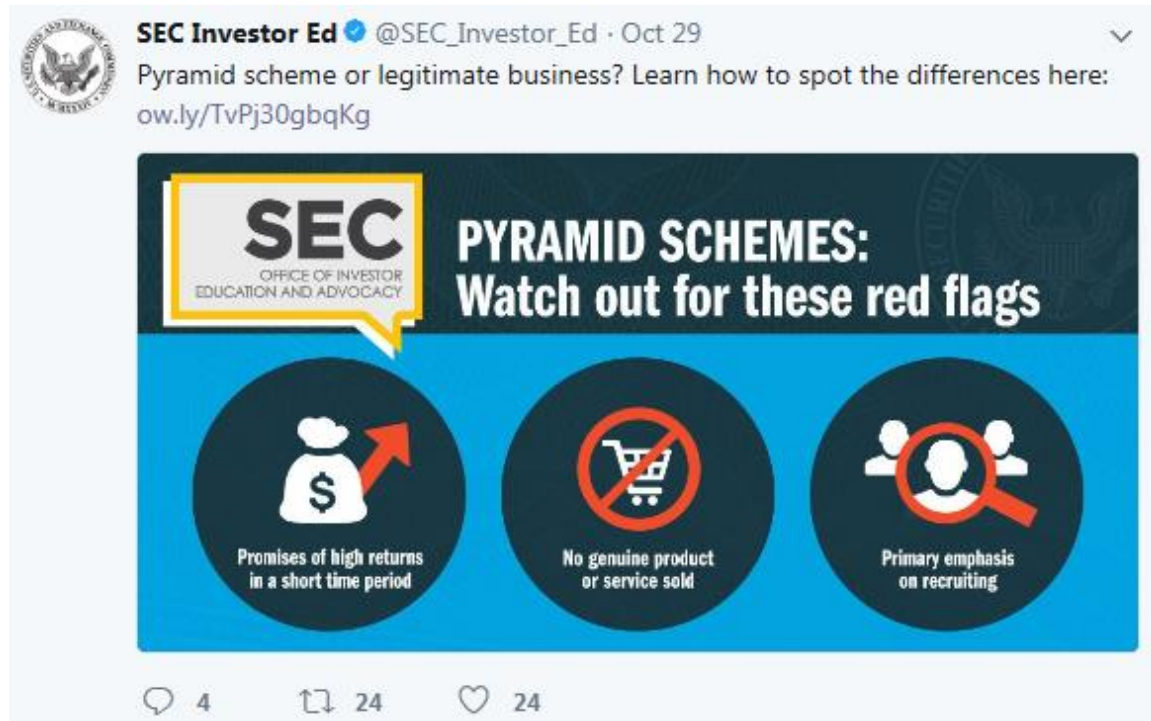 SEC Investor Ed @SEC_Investor_Ed · Oct 29
Pyramid scheme or legitimate business? Learn how to spot the differences here:
ow.ly/TvPj30gbqKg
SEC
OFFICE OF INVESTOR
EDUCATION AND ADVOCACY
PYRAMID SCHEMES:
Watch out for these red flags
$
Promises of high returns
in a short time period
No genuine product
or service sold
Primary emphasis
on recruiting
4 24 24